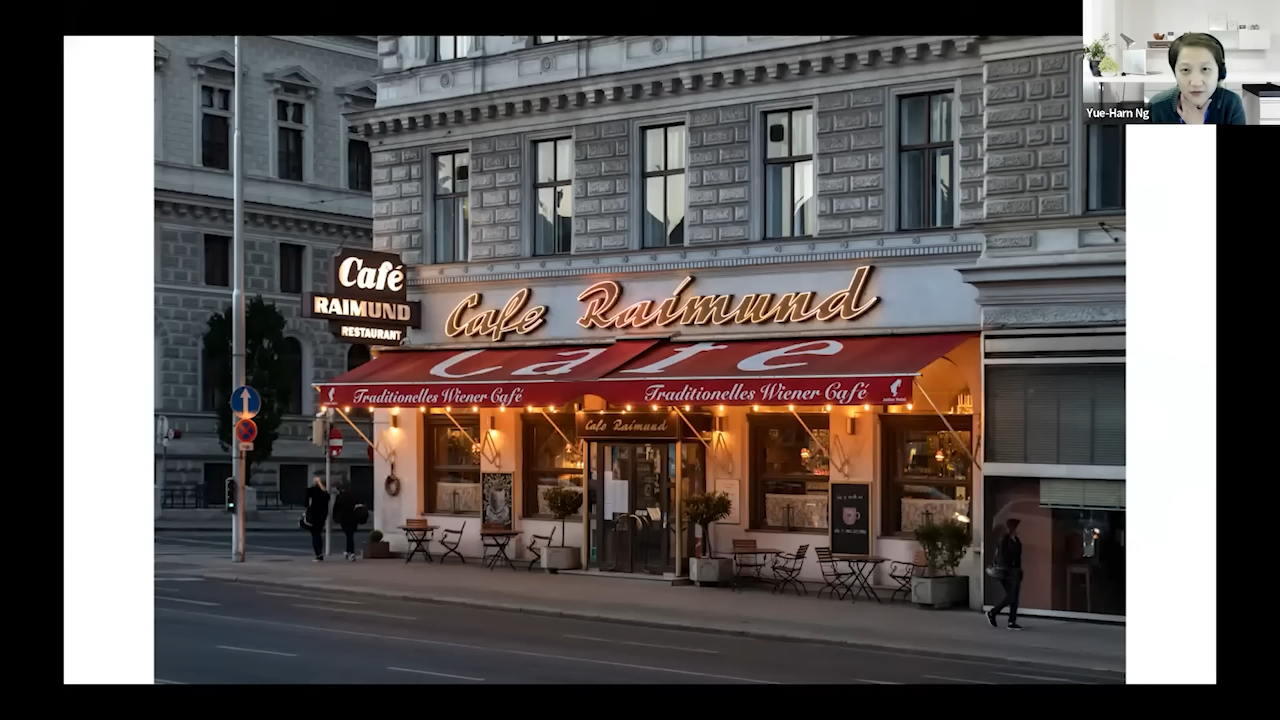 Yue-Harn Ng
Café
RAIMUND
RESTAURANT
Cafe Raimund
Cafe
Traditionelles Wiener Café
Traditionelles Wiener Café
Cafe Raimund